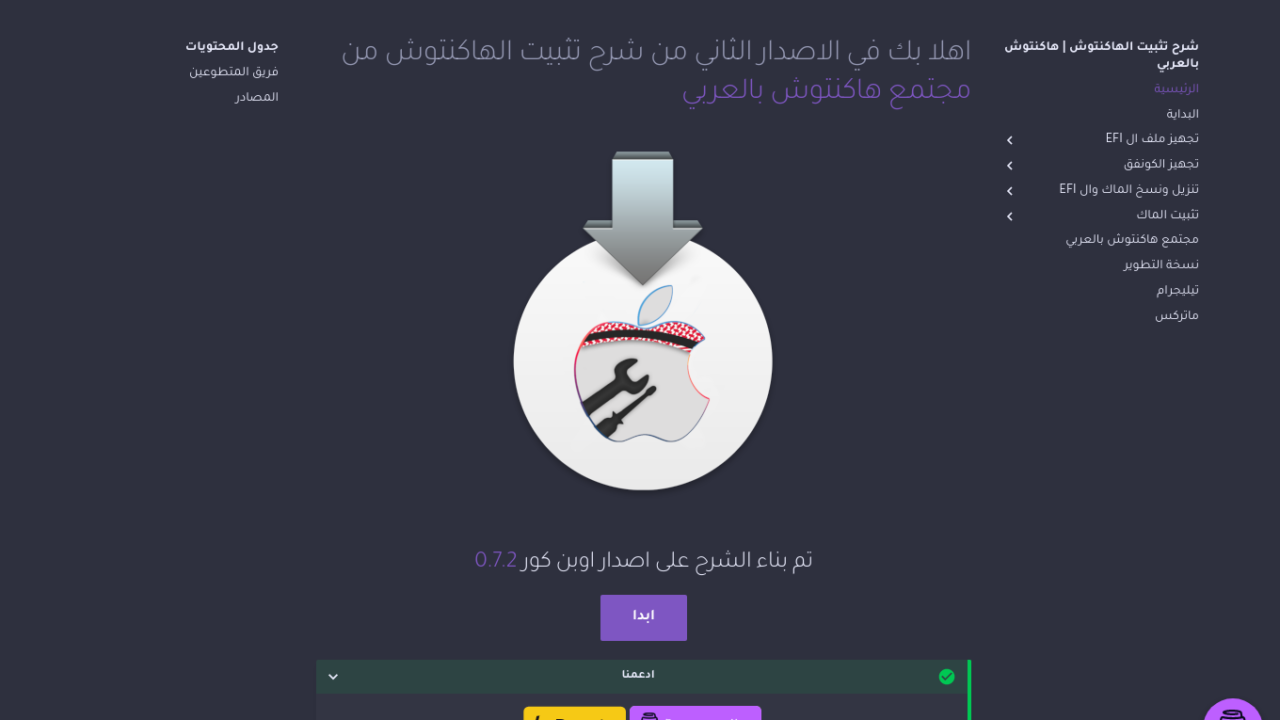 شرح تثبيت الهاكنتوش | هاكنتوش
بالعربي
الرئيسية
البداية
تجهيز ملف ال EFI
تجهيز الكونفق
تنزيل ونسخ الماك وال EFI
تثبيت الماك
مجتمع هاكنتوش بالعربي
نسخة التطوير
تيليجرام
ماتركس
اهلا بك في الاصدار الثاني من شرح تثبيت الهاكنتوش من
مجتمع هاكنتوش بالعربي
تم بناء الشرح على اصدار اوبن كور 0.7.2
ابدا
ادعمنا
جدول المحتويات
فريق المتطوعين
المصادر